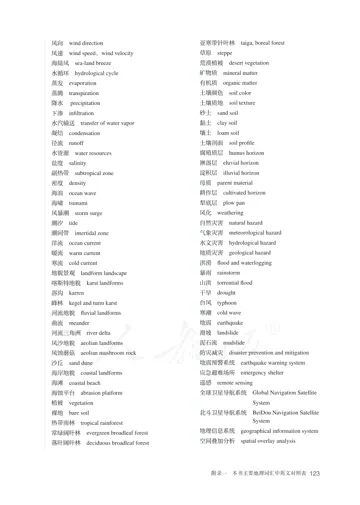 风向 wind direction
风速 wind speed, wind velocity
海陆风 sea-land breeze
水循环 hydrological cycle
蒸发 evaporation
蒸腾 transpiration
降水 precipitation
下渗 infiltration
水汽输送 transfer of water vapor
凝结 condensation
径流 runoff
水资源 water resources
盐度 salinity
副热带 subtropical zone
密度 density
海浪 ocean wave
海啸 tsunami
风暴潮 storm surge
潮汐 tide
潮间带 intertidal zone
洋流 ocean current
暖流 warm current
寒流 cold current
地貌景观 landform landscape
喀斯特地貌 karst landforms
溶沟 karren
峰林 kegel and turm karst
河流地貌 fluvial landforms
曲流 meander
河流三角洲 river delta
风沙地貌 aeolian landforms
风蚀蘑菇 aeolian mushroom rock
沙丘 sand dune
海岸地貌 coastal landforms
海滩 coastal beach
海蚀平台 abrasion platform
植被 vegetation
裸地 bare soil
热带雨林 tropical rainforest
常绿阔叶林 evergreen broadleaf forest
落叶阔叶林 deciduous broadleaf forest
亚寒带针叶林 taiga, boreal forest
草原 steppe
荒漠植被 desert vegetation
矿物质 mineral matter
有机质 organic matter
土壤颜色 soil color
土壤质地 soil texture
砂土 sand soil
黏土 clay soil
壤土 loam soil
土壤剖面 soil profile
腐殖质层 humus horizon
淋溶层 eluvial horizon
淀积层 illuvial horizon
母质 parent material
耕作层 cultivated horizon
犁底层 plow pan
风化 weathering
自然灾害 natural hazard
气象灾害 meteorological hazard
水文灾害 hydrological hazard
地质灾害 geological hazard
洪涝 flood and waterlogging
暴雨 rainstorm
山洪 torrential flood
干旱 drought
台风 typhoon
寒潮 cold wave
地震 earthquake
滑坡 landslide
泥石流 mudslide
防灾减灾 disaster prevention and mitigation
地震预警系统 earthquake warning system
应急避难场所 emergency shelter
遥感 remote sensing
全球卫星导航系统 Global Navigation Satellite
System
北斗卫星导航系统 BeiDou Navigation Satellite
System
地理信息系统 geographical information system
空间叠加分析 spatial overlay analysis
附录一 本书主要地理词汇中英文对照表 123